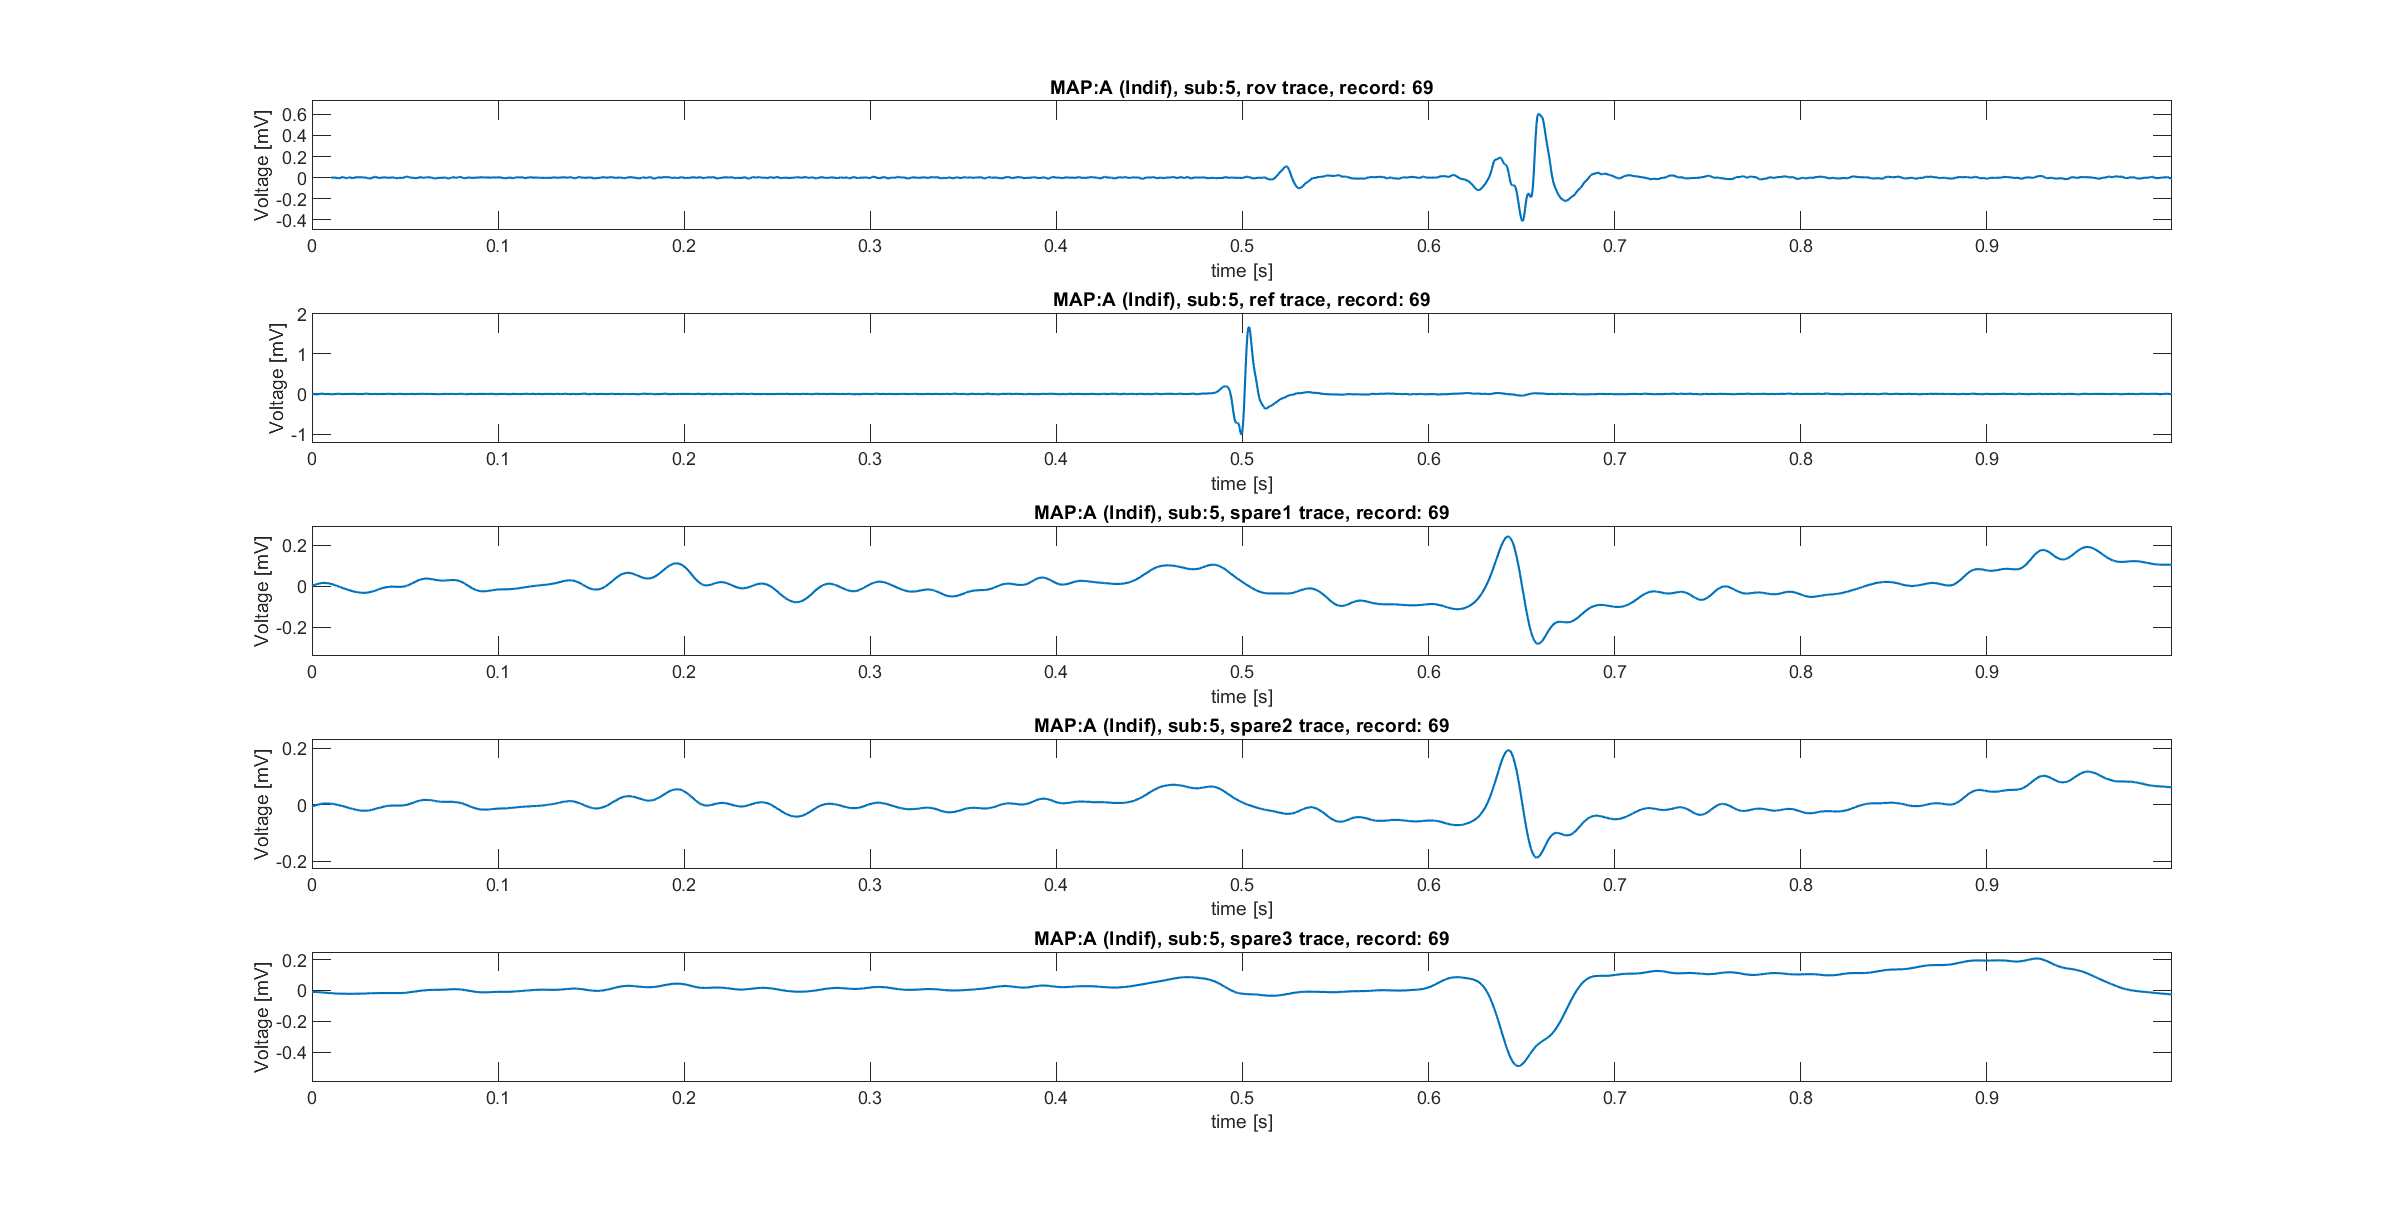 MAP:A (Indif), sub:5, rov trace, record: 69
Voltage [mV]
0.6
0.4
0.2
0
-0.2
-0.4
0 0.1 0.2 0.3 0.4 0.5 0.6 0.7 0.8 0.9
time [s]
MAP:A (Indif), sub:5, ref trace, record: 69
Voltage [mV]
2
1
0
-1
0 0.1 0.2 0.3 0.4 0.5 0.6 0.7 0.8 0.9
time [s]
MAP:A (Indif), sub:5, spare1 trace, record: 69
Voltage [mV]
0.2
0
-0.2
0 0.1 0.2 0.3 0.4 0.5 0.6 0.7 0.8 0.9
time [s]
MAP:A (Indif), sub:5, spare2 trace, record: 69
Voltage [mV]
0.2
0
-0.2
0 0.1 0.2 0.3 0.4 0.5 0.6 0.7 0.8 0.9
time [s]
MAP:A (Indif), sub:5, spare3 trace, record: 69
Voltage [mV]
0.2
0
-0.2
-0.4
0 0.1 0.2 0.3 0.4 0.5 0.6 0.7 0.8 0.9
time [s]